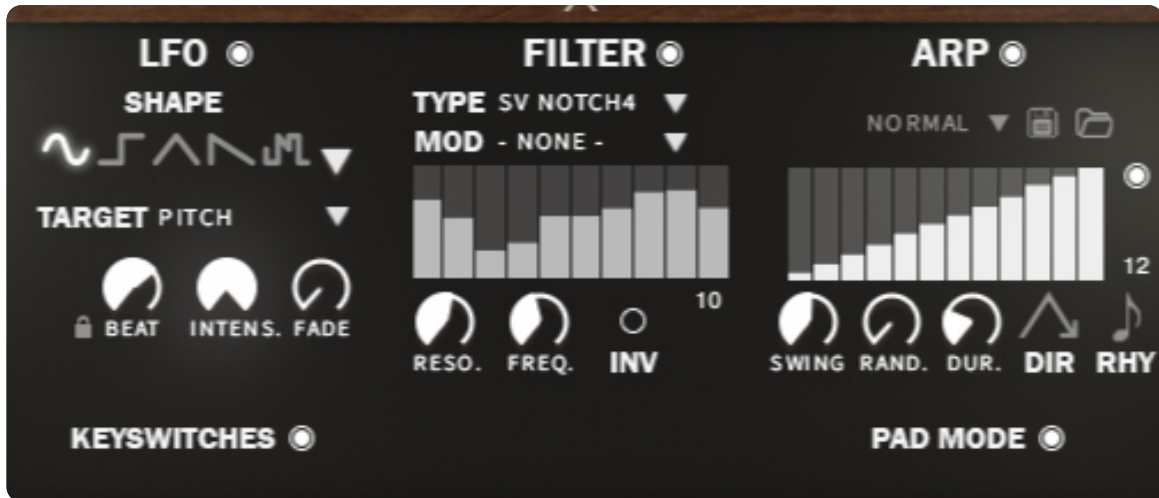 LFO
SHAPE
TARGET PITCH
BEAT INTENS. FADE
KEYSWITCHES
FILTER
TYPE SV NOTCH4
MOD - NONE -
10
RESO. FREQ. INV
ARP
NORMAL
12
SWING RAND. DUR. DIR RHY
PAD MODE